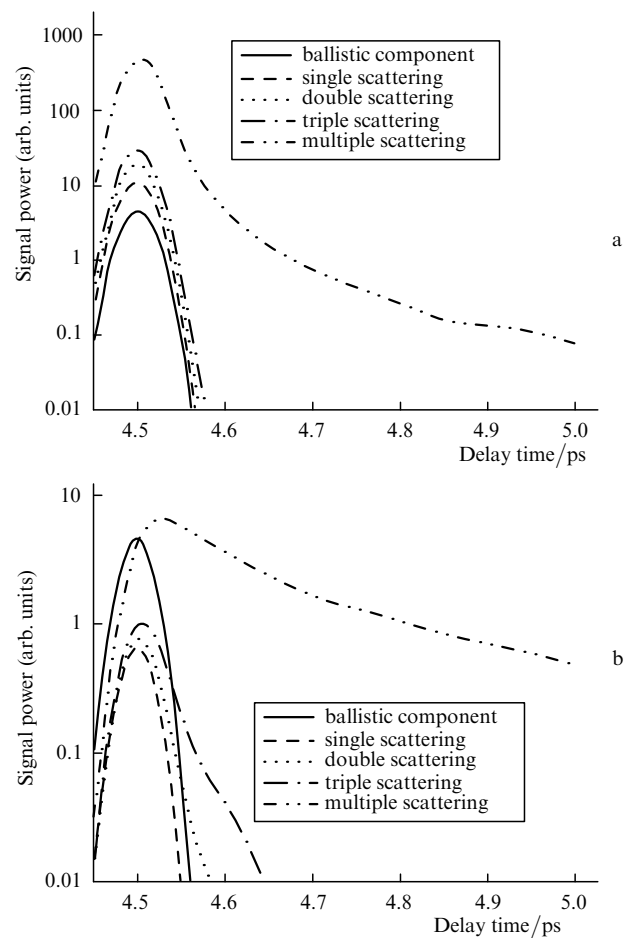 1000
100
10
1
0.1
0.01
Signal power (arb. units)
ballistic component
single scattering
double scattering
triple scattering
multiple scattering
a
4.5 4.6 4.7 4.8 4.9 5.0
Delay time/ps
10
1
0.1
0.01
Signal power (arb. units)
b
ballistic component
single scattering
double scattering
triple scattering
multiple scattering
4.5 4.6 4.7 4.8 4.9 5.0
Delay time/ps